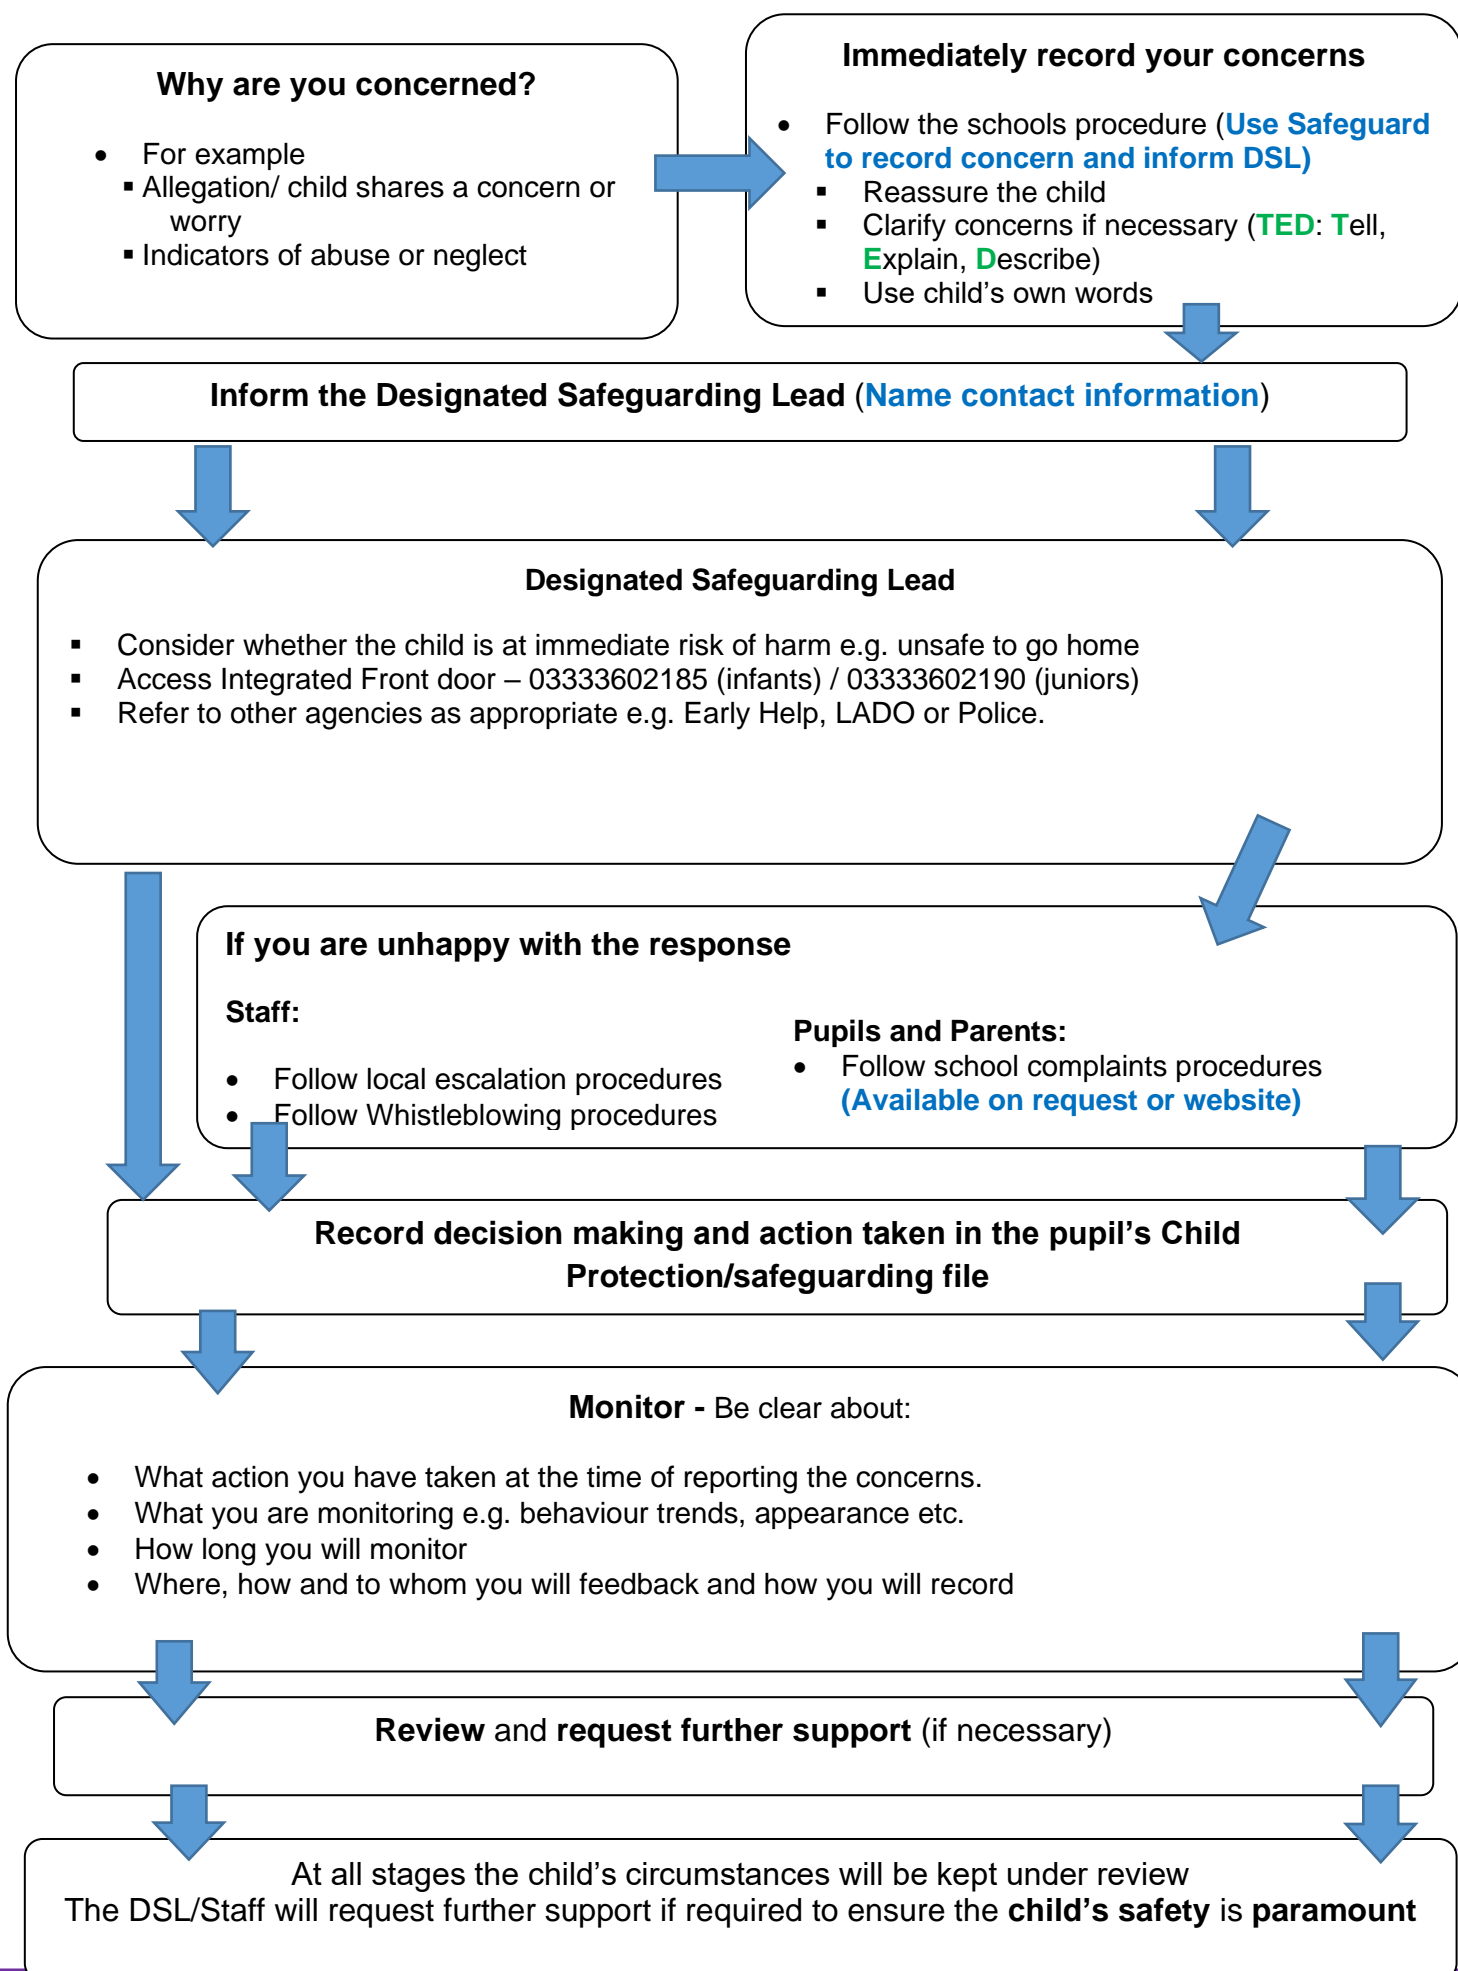 Why are you concerned?
• For example
▪ Allegation/ child shares a concern or
worry
▪ Indicators of abuse or neglect
Immediately record your concerns
• Follow the schools procedure (Use Safeguard
to record concern and inform DSL)
▪ Reassure the child
▪ Clarify concerns if necessary (TED: Tell,
Explain, Describe)
▪ Use child’s own words
Inform the Designated Safeguarding Lead (Name contact information)
Designated Safeguarding Lead
▪ Consider whether the child is at immediate risk of harm e.g. unsafe to go home
▪ Access Integrated Front door – 03333602185 (infants) / 03333602190 (juniors)
▪ Refer to other agencies as appropriate e.g. Early Help, LADO or Police.
If you are unhappy with the response
Staff:
• Follow local escalation procedures
• Follow Whistleblowing procedures
Pupils and Parents:
• Follow school complaints procedures
(Available on request or website)
Record decision making and action taken in the pupil’s Child
Protection/safeguarding file
Monitor - Be clear about:
• What action you have taken at the time of reporting the concerns.
• What you are monitoring e.g. behaviour trends, appearance etc.
• How long you will monitor
• Where, how and to whom you will feedback and how you will record
Review and request further support (if necessary)
At all stages the child’s circumstances will be kept under review
The DSL/Staff will request further support if required to ensure the child’s safety is paramount